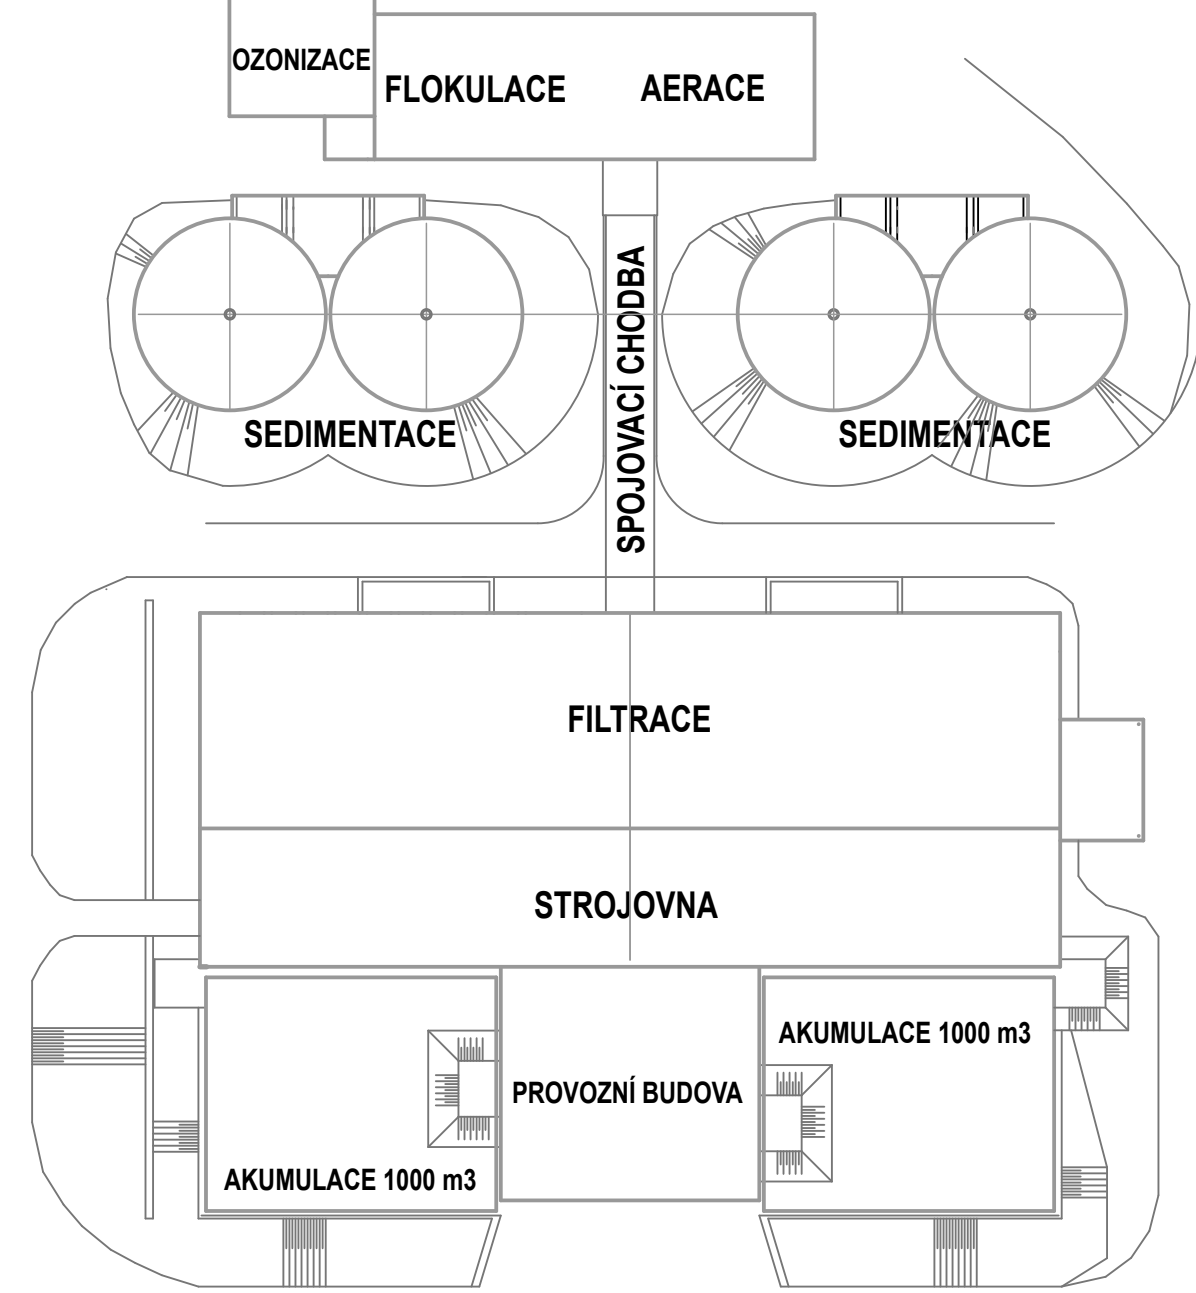 OZONIZACE
FLOKULACE
AERACE
SPOJOVACÍ CHODBA
SEDIMENTACE
SEDIMENTACE
FILTRACE
STROJOVNA
AKUMULACE 1000 m3
PROVOZNÍ BUDOVA
AKUMULACE 1000 m3